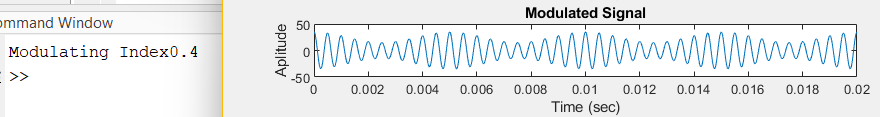 ommand Window
Modulating Index0.4
>>
Modulated Signal
Aplitude
50
0
-50
0 0.002 0.004 0.006 0.008 0.01 0.012 0.014 0.016 0.018 0.02
Time (sec)